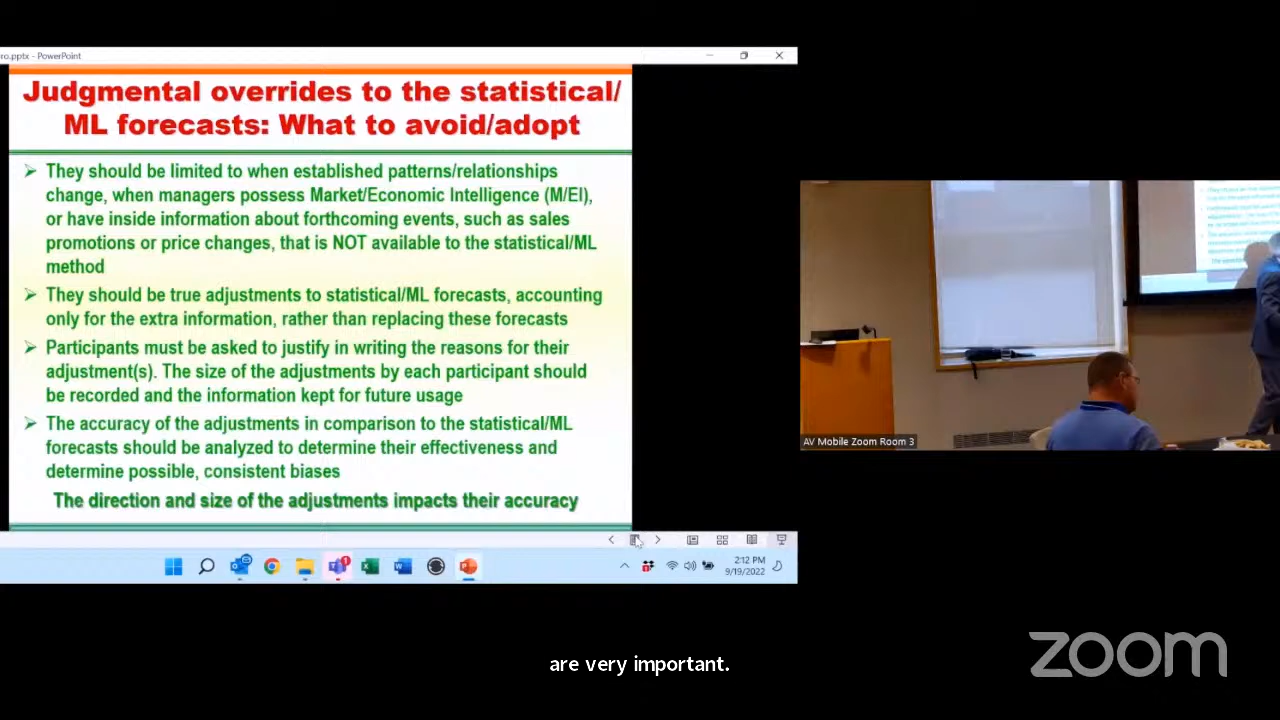 ro.pptx - PowerPoint
Judgmental overrides to the statistical/
ML forecasts: What to avoid/adopt
They should be limited to when established patterns/relationships
change, when managers possess Market/Economic Intelligence (M/EI),
or have inside information about forthcoming events, such as sales
promotions or price changes, that is NOT available to the statistical/ML
method
They should be true adjustments to statistical/ML forecasts, accounting
only for the extra information, rather than replacing these forecasts
Participants must be asked to justify in writing the reasons for their
adjustment(s). The size of the adjustments by each participant should
be recorded and the information kept for future usage
The accuracy of the adjustments in comparison to the statistical/ML
forecasts should be analyzed to determine their effectiveness and
determine possible, consistent biases
The direction and size of the adjustments impacts their accuracy
2:12 PM
9/19/2022
AV Mobile Zoom Room 3
are very important.
zoom